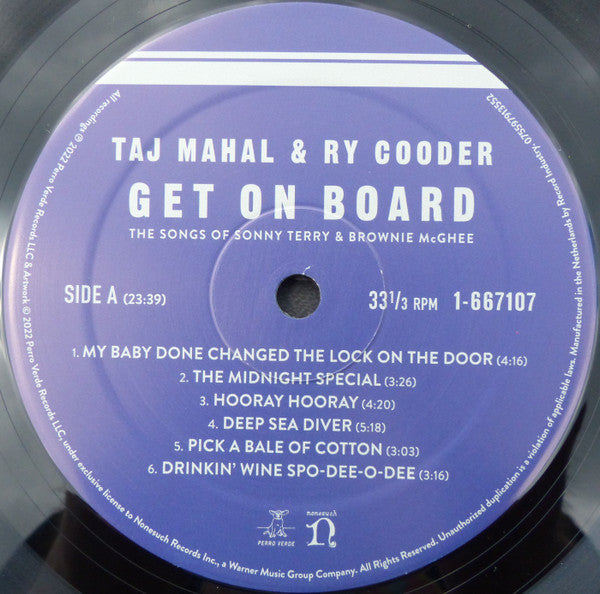 TAJ MAHAL & RY COODER
GET ON BOARD
THE SONGS OF SONNY TERRY & BROWNIE McGHEE
SIDE A (23:39)
33 1/3 RPM 1-667107
1. MY BABY DONE CHANGED THE LOCK ON THE DOOR (4:16)
2. THE MIDNIGHT SPECIAL (3:26)
3. HOORAY HOORAY (4:20)
4. DEEP SEA DIVER (5:18)
5. PICK A BALE OF COTTON (3:03)
6. DRINKIN' WINE SPO-DEE-O-DEE (3:16)
PERRO VERDE
nonesuch
N
All recordings ℗ 2022 Perro Verde Records LLC & Artwork © 2022 Perro Verde Records LLC, under exclusive license to Nonesuch Records Inc., a Warner Music Group Company. All Rights Reserved. Unauthorized duplication is a violation of applicable laws. Manufactured in the Netherlands by Record Industry. 075597913552